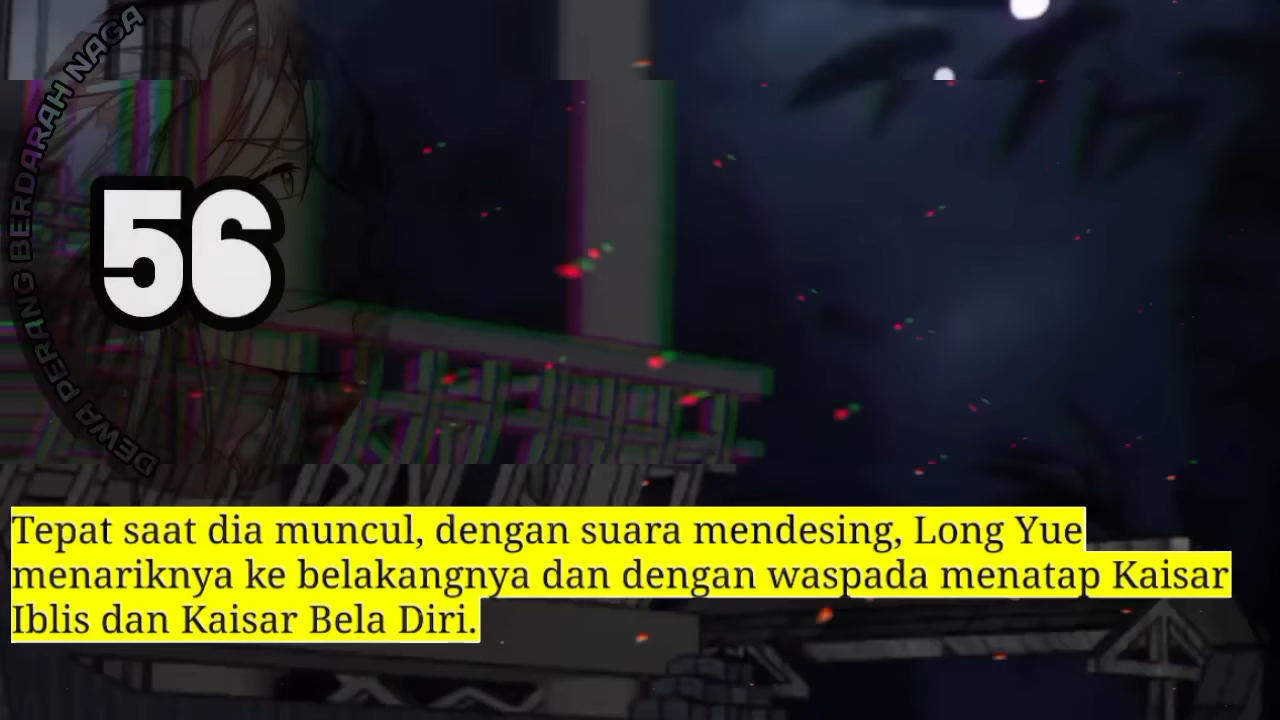 DEWA PERANG BERDARAH NAGA
56
Tepat saat dia muncul, dengan suara mendesing, Long Yue
menariknya ke belakangnya dan dengan waspada menatap Kaisar
Iblis dan Kaisar Bela Diri.